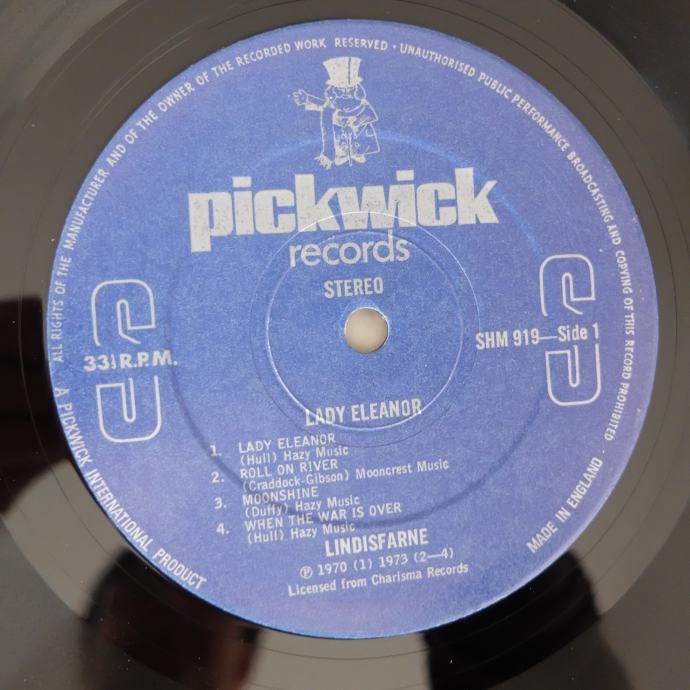 ALL RIGHTS OF THE MANUFACTURER AND OF THE OWNER OF THE RECORDED WORK RESERVED · UNAUTHORISED PUBLIC PERFORMANCE BROADCASTING AND COPYING OF THIS RECORD PROHIBITED ·
pickwick
records
STEREO
33⅓ R.P.M.
SHM 919—Side 1
LADY ELEANOR
1. LADY ELEANOR
(Hull) Hazy Music
2. ROLL ON RIVER
(Craddock-Gibson) Mooncrest Music
3. MOONSHINE
(Duffy) Hazy Music
4. WHEN THE WAR IS OVER
(Hull) Hazy Music
LINDISFARNE
℗ 1970 (1) 1973 (2—4)
Licensed from Charisma Records
A PICKWICK INTERNATIONAL PRODUCT
MADE IN ENGLAND